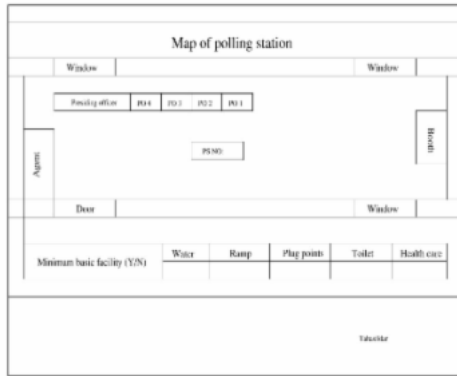 Map of polling station
Window Window
Presiding officer PO 4 PO 3 PO 2 PO 1
Booth
PS NO
Agent
Door Window
Water Ramp Plug points Toilet Health care
Minimum basic facility (Y/N)
Tahsildar